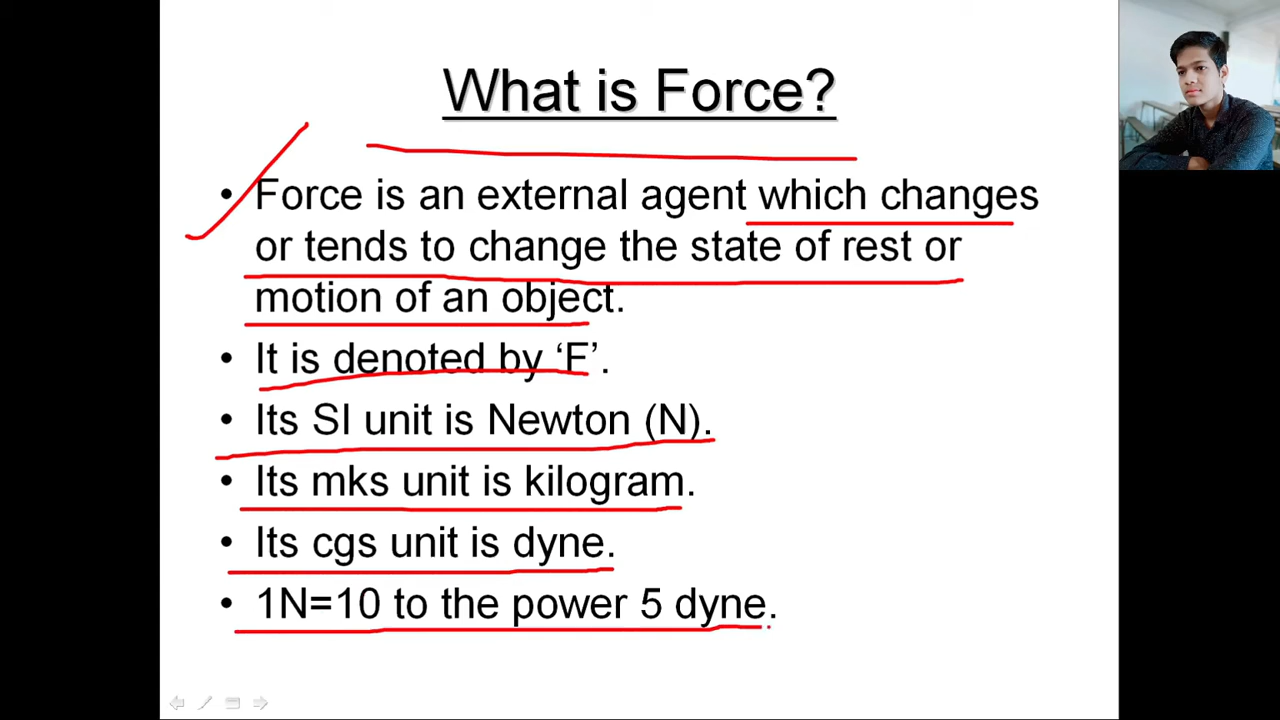 What is Force?
• Force is an external agent which changes
or tends to change the state of rest or
motion of an object.
• It is denoted by ‘F’.
• Its SI unit is Newton (N).
• Its mks unit is kilogram.
• Its cgs unit is dyne.
• 1N=10 to the power 5 dyne.